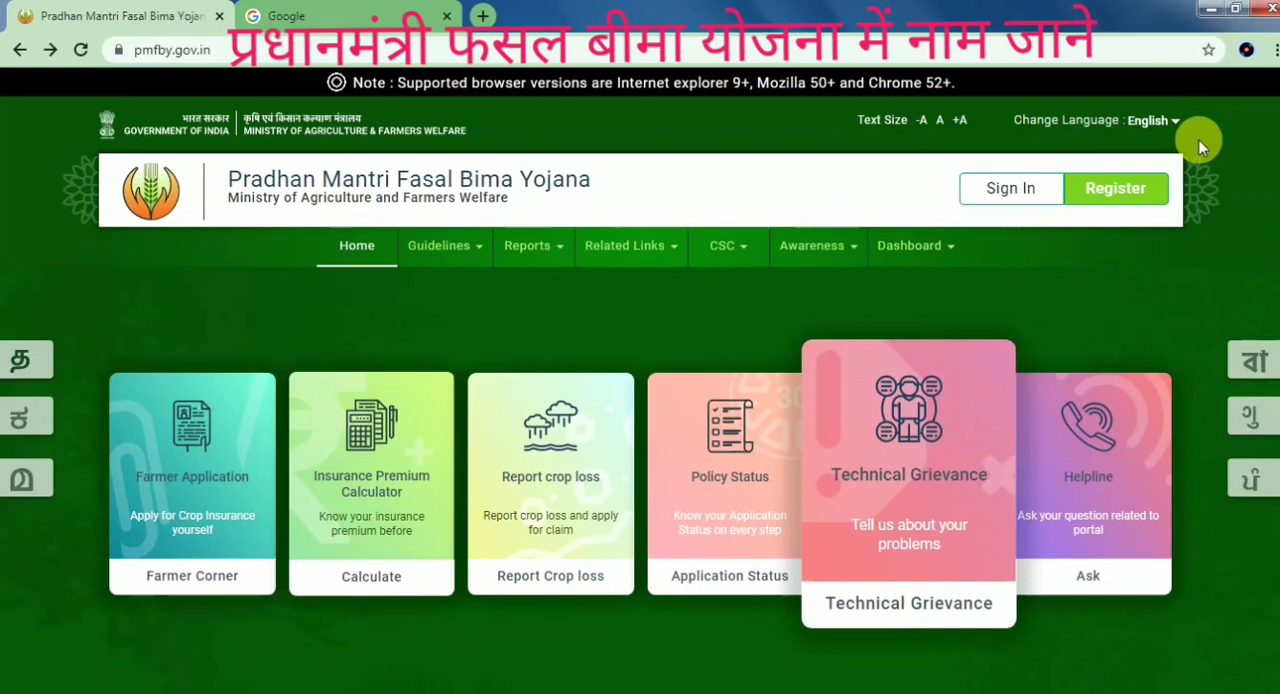 Pradhan Mantri Fasal Bima Yojan
Google
pmfby.gov.in
प्रधानमंत्री फसल बीमा योजना में नाम जाने
Note : Supported browser versions are Internet explorer 9+, Mozilla 50+ and Chrome 52+.
भारत सरकार
GOVERNMENT OF INDIA
कृषि एवं किसान कल्याण मंत्रालय
MINISTRY OF AGRICULTURE & FARMERS WELFARE
Text Size -A A +A
Change Language : English
Pradhan Mantri Fasal Bima Yojana
Ministry of Agriculture and Farmers Welfare
Sign In
Register
Home Guidelines Reports Related Links CSC Awareness Dashboard
த
ಕ
മ
বা
ગુ
ਪੰ
Farmer Application
Apply for Crop Insurance
yourself
Farmer Corner
Insurance Premium
Calculator
Know your insurance
premium before
Calculate
Report crop loss
Report crop loss and apply
for claim
Report Crop loss
Policy Status
Know your Application
Status on every step
Application Status
Technical Grievance
Tell us about your
problems
Technical Grievance
Helpline
Ask your question related to
portal
Ask